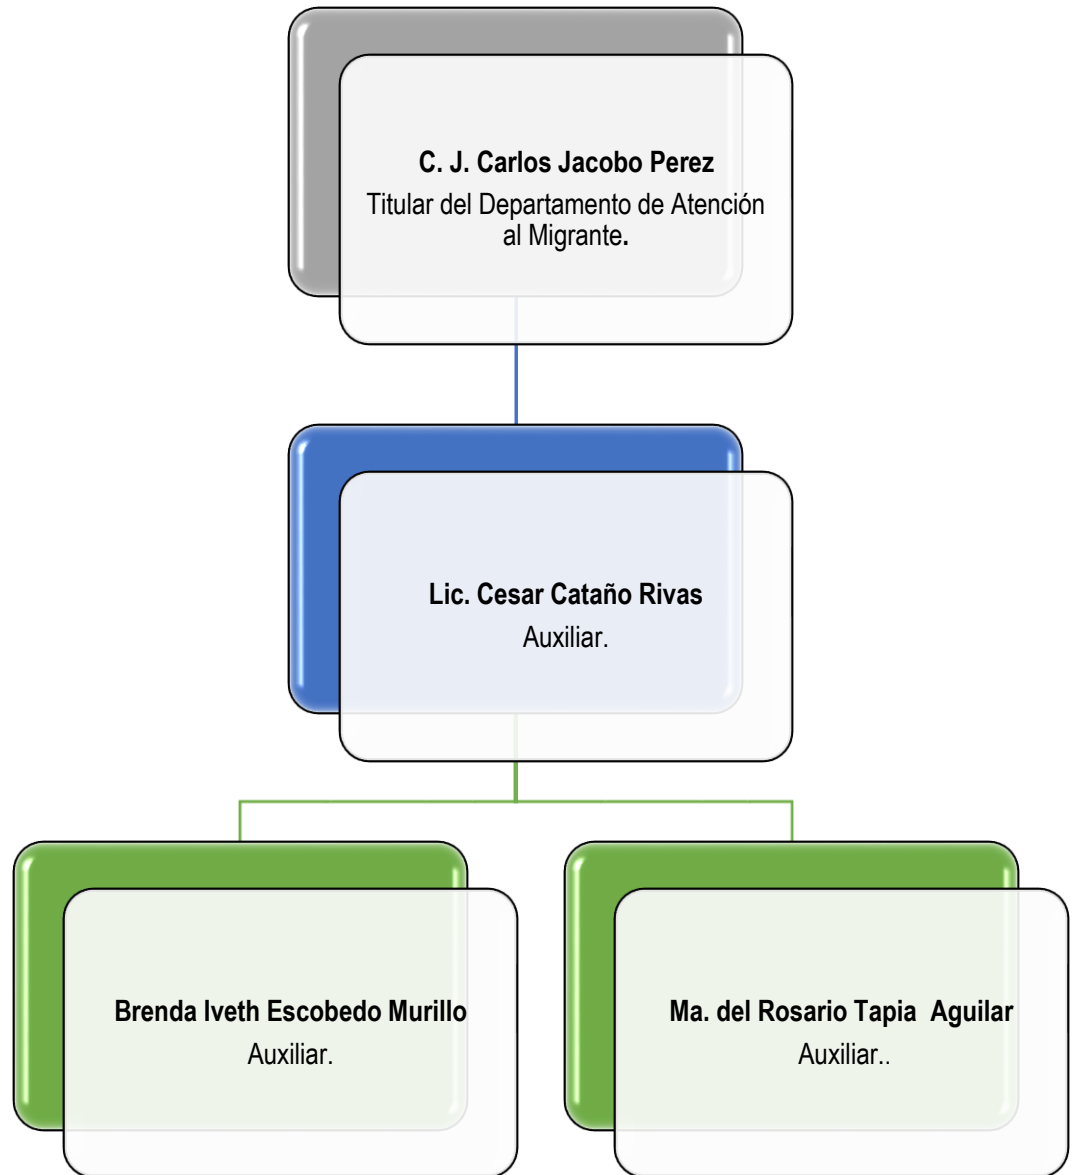 C. J. Carlos Jacobo Perez
Titular del Departamento de Atención
al Migrante.
Lic. Cesar Cataño Rivas
Auxiliar.
Brenda Iveth Escobedo Murillo
Auxiliar.
Ma. del Rosario Tapia  Aguilar
Auxiliar..